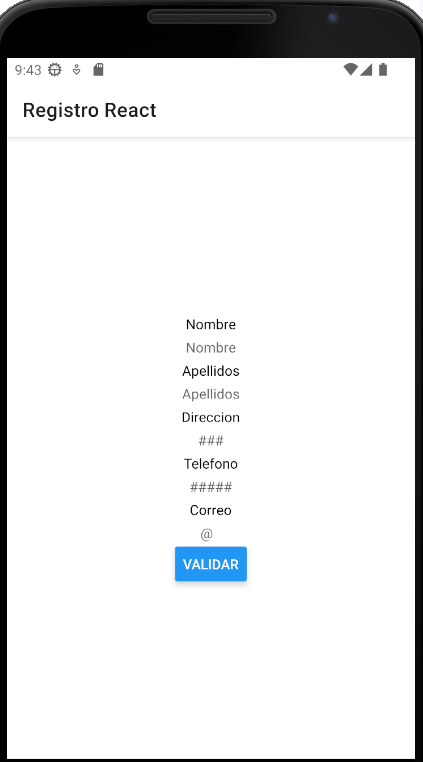 9:43
Registro React
Nombre
Nombre
Apellidos
Apellidos
Direccion
###
Telefono
#####
Correo
@
VALIDAR